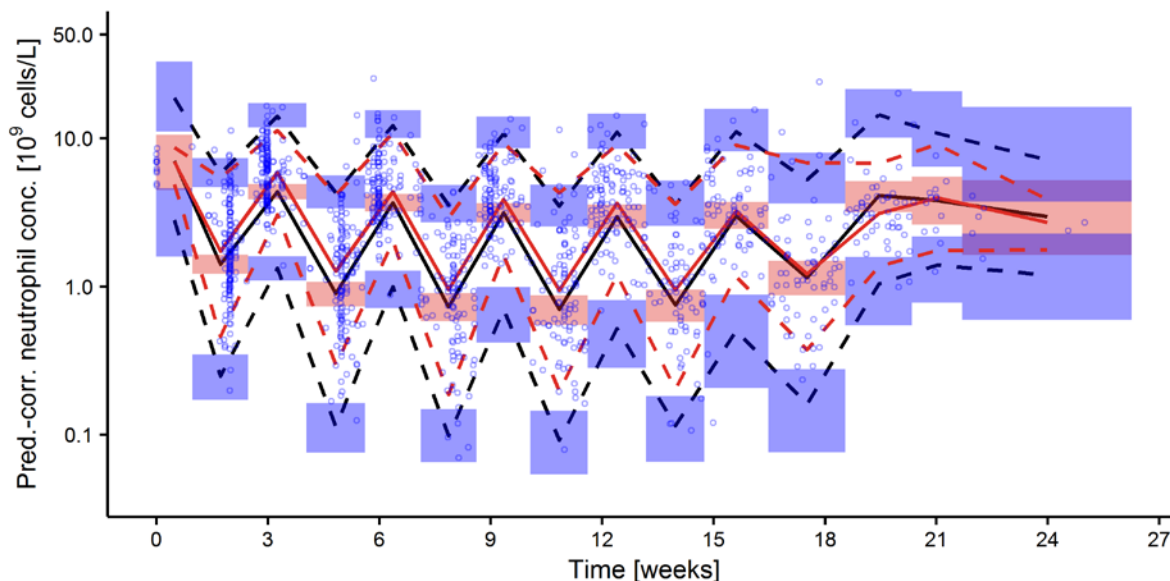 Pred.-corr. neutrophil conc. [10⁹ cells/L]
50.0
10.0
1.0
0.1
0 3 6 9 12 15 18 21 24 27
Time [weeks]